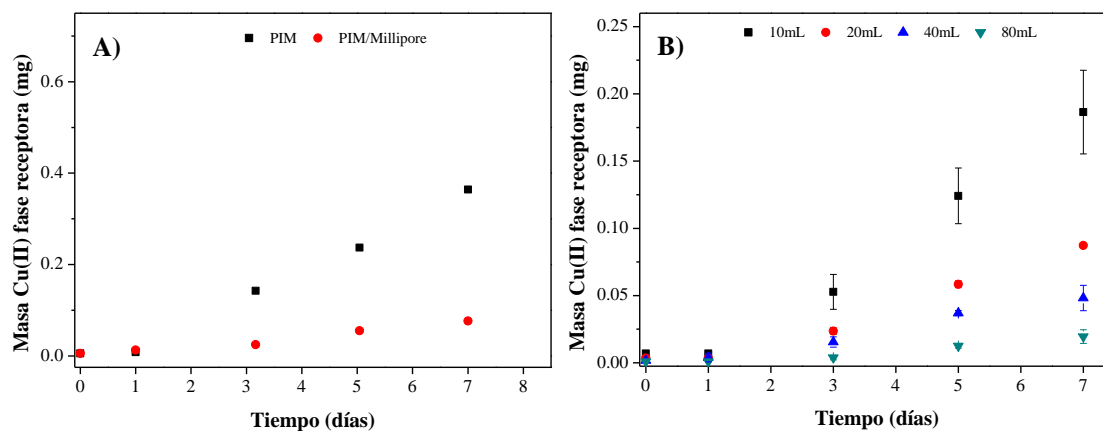 A)
PIM
PIM/Millipore
Masa Cu(II) fase receptora (mg)
0.6
0.4
0.2
0.0
0 1 2 3 4 5 6 7 8
Tiempo (días)
B)
10mL
20mL
40mL
80mL
Masa Cu(II) fase receptora (mg)
0.25
0.20
0.15
0.10
0.05
0.00
0 1 2 3 4 5 6 7
Tiempo (días)